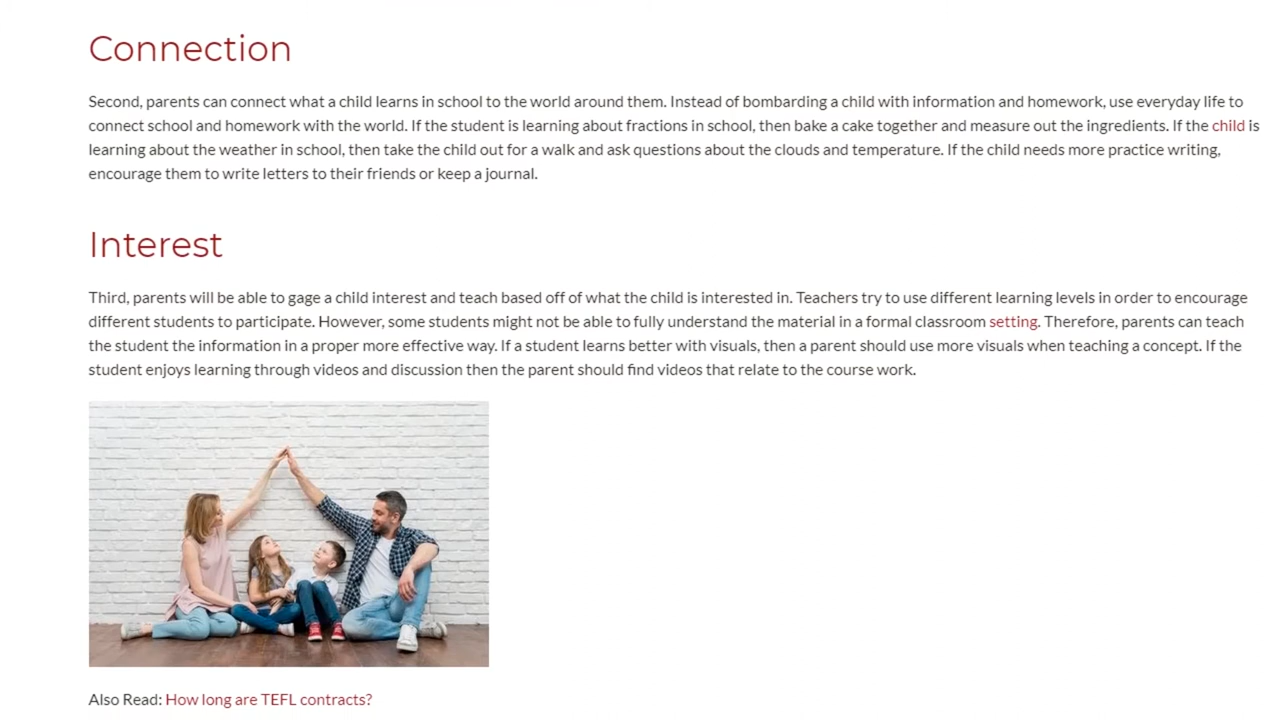 Connection
Second, parents can connect what a child learns in school to the world around them. Instead of bombarding a child with information and homework, use everyday life to
connect school and homework with the world. If the student is learning about fractions in school, then bake a cake together and measure out the ingredients. If the child is
learning about the weather in school, then take the child out for a walk and ask questions about the clouds and temperature. If the child needs more practice writing,
encourage them to write letters to their friends or keep a journal.
Interest
Third, parents will be able to gage a child interest and teach based off of what the child is interested in. Teachers try to use different learning levels in order to encourage
different students to participate. However, some students might not be able to fully understand the material in a formal classroom setting. Therefore, parents can teach
the student the information in a proper more effective way. If a student learns better with visuals, then a parent should use more visuals when teaching a concept. If the
student enjoys learning through videos and discussion then the parent should find videos that relate to the course work.
Also Read: How long are TEFL contracts?